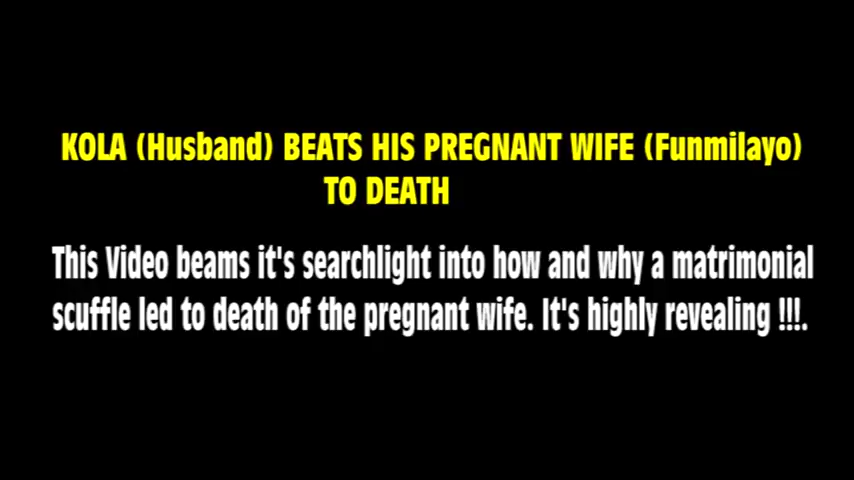 KOLA (Husband) BEATS HIS PREGNANT WIFE (Funmilayo)
TO DEATH
This Video beams it's searchlight into how and why a matrimonial
scuffle led to death of the pregnant wife. It's highly revealing !!!.